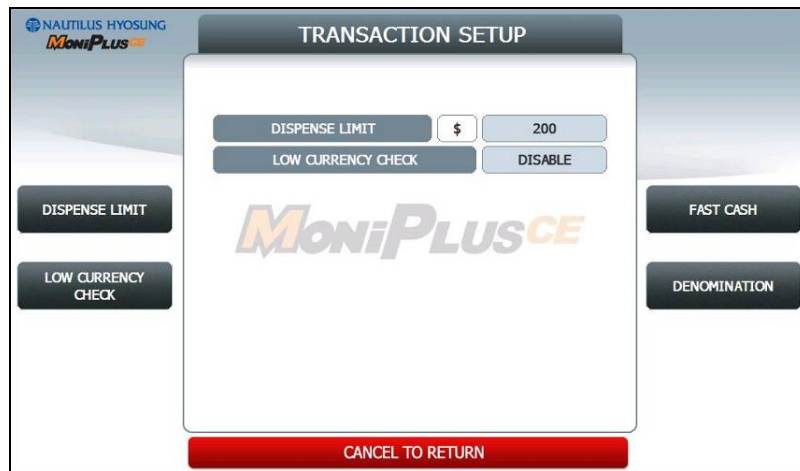 NAUTILUS HYOSUNG
MoniPlusCE
TRANSACTION SETUP
DISPENSE LIMIT $ 200
LOW CURRENCY CHECK DISABLE
DISPENSE LIMIT
FAST CASH
MoniPlusCE
LOW CURRENCY
CHECK
DENOMINATION
CANCEL TO RETURN